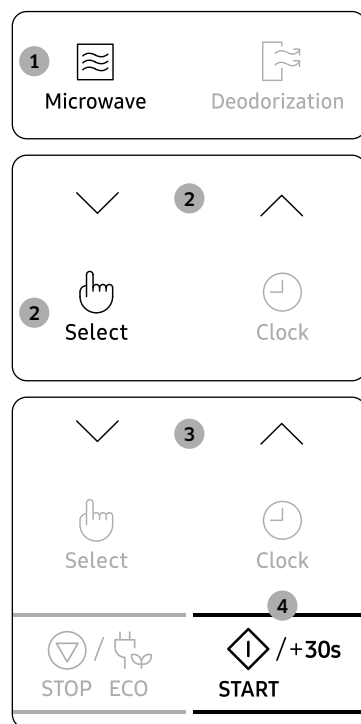 1
Microwave Deodorization
2
2
Select Clock
3
Select Clock
4
/ / +30s
STOP ECO START